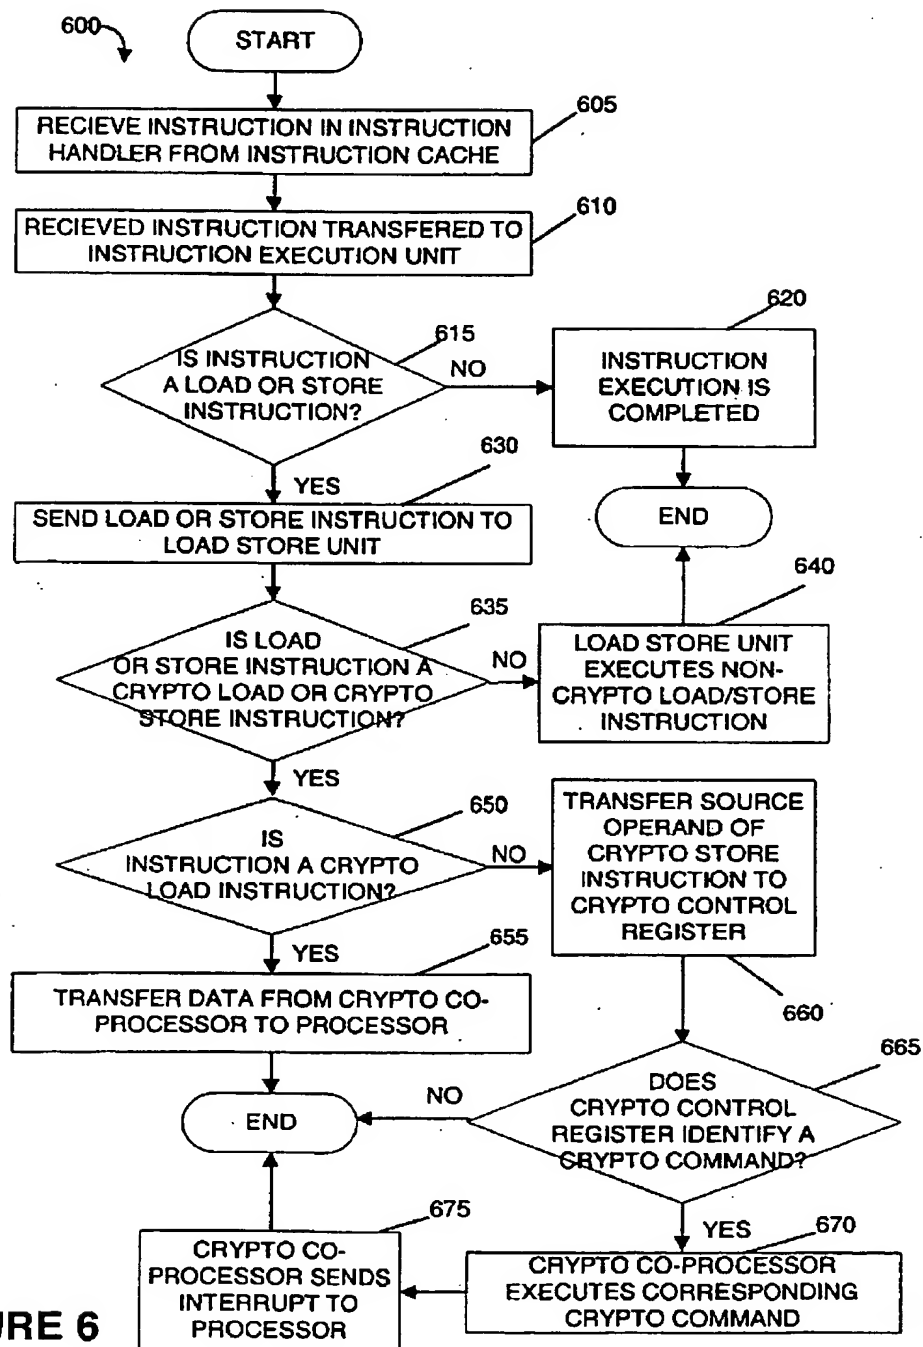 600
START
605
RECIEVE INSTRUCTION IN INSTRUCTION
HANDLER FROM INSTRUCTION CACHE
610
RECIEVED INSTRUCTION TRANSFERED TO
INSTRUCTION EXECUTION UNIT
615
IS INSTRUCTION
A LOAD OR STORE
INSTRUCTION?
NO
620
INSTRUCTION
EXECUTION IS
COMPLETED
END
YES
630
SEND LOAD OR STORE INSTRUCTION TO
LOAD STORE UNIT
635
IS LOAD
OR STORE INSTRUCTION A
CRYPTO LOAD OR CRYPTO
STORE INSTRUCTION?
NO
640
LOAD STORE UNIT
EXECUTES NON-
CRYPTO LOAD/STORE
INSTRUCTION
YES
650
IS
INSTRUCTION A CRYPTO
LOAD INSTRUCTION?
NO
TRANSFER SOURCE
OPERAND OF
CRYPTO STORE
INSTRUCTION TO
CRYPTO CONTROL
REGISTER
660
YES
655
TRANSFER DATA FROM CRYPTO CO-
PROCESSOR TO PROCESSOR
665
DOES
CRYPTO CONTROL
REGISTER IDENTIFY A
CRYPTO COMMAND?
NO
END
YES
670
CRYPTO CO-PROCESSOR
EXECUTES CORRESPONDING
CRYPTO COMMAND
675
CRYPTO CO-
PROCESSOR SENDS
INTERRUPT TO
PROCESSOR
URE 6